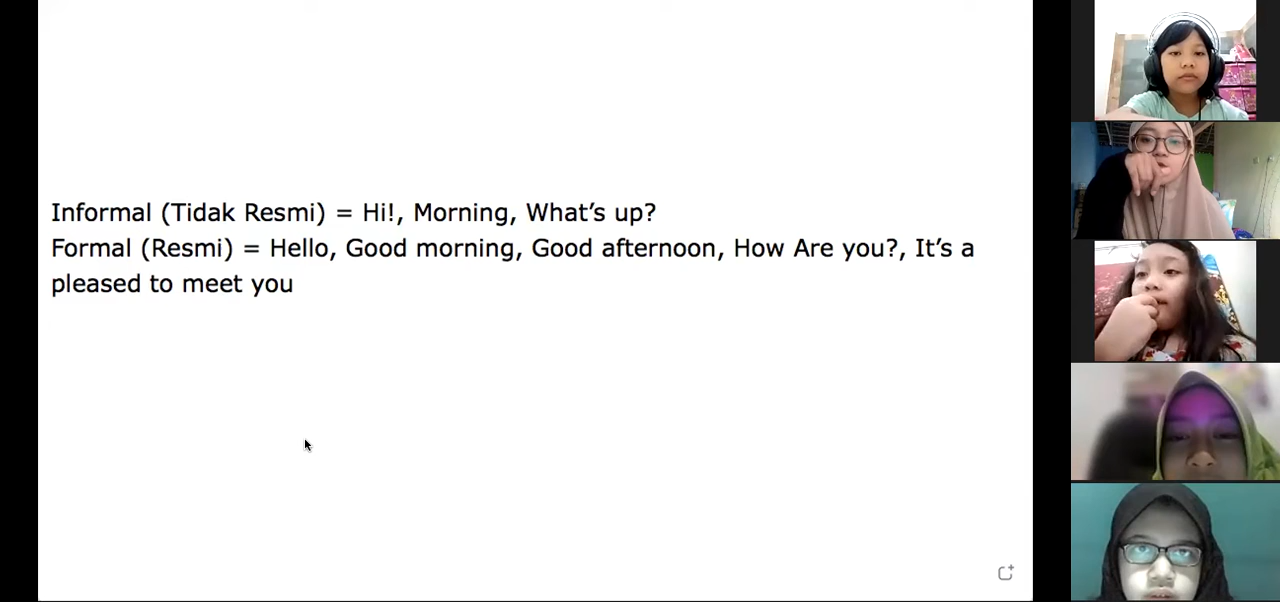 Informal (Tidak Resmi) = Hi!, Morning, What’s up?
Formal (Resmi) = Hello, Good morning, Good afternoon, How Are you?, It’s a
pleased to meet you